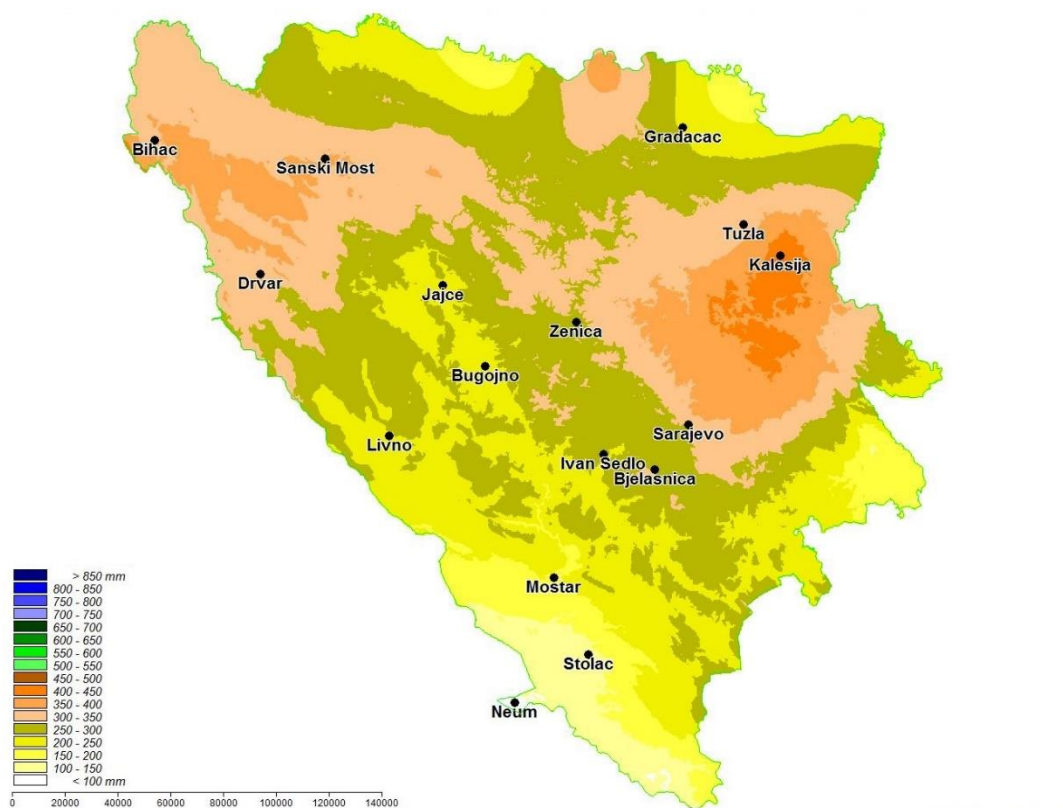 Gradacac
Bihac
Sanski Most
Tuzla
Kalesija
Drvar
Jajce
Zenica
Bugojno
Sarajevo
Livno
Ivan Sedlo
Bjelasnica
Mostar
Stolac
Neum
> 850 mm
800 - 850
750 - 800
700 - 750
650 - 700
600 - 650
550 - 600
500 - 550
450 - 500
400 - 450
350 - 400
300 - 350
250 - 300
200 - 250
150 - 200
100 - 150
< 100 mm
0 20000 40000 60000 80000 100000 120000 140000